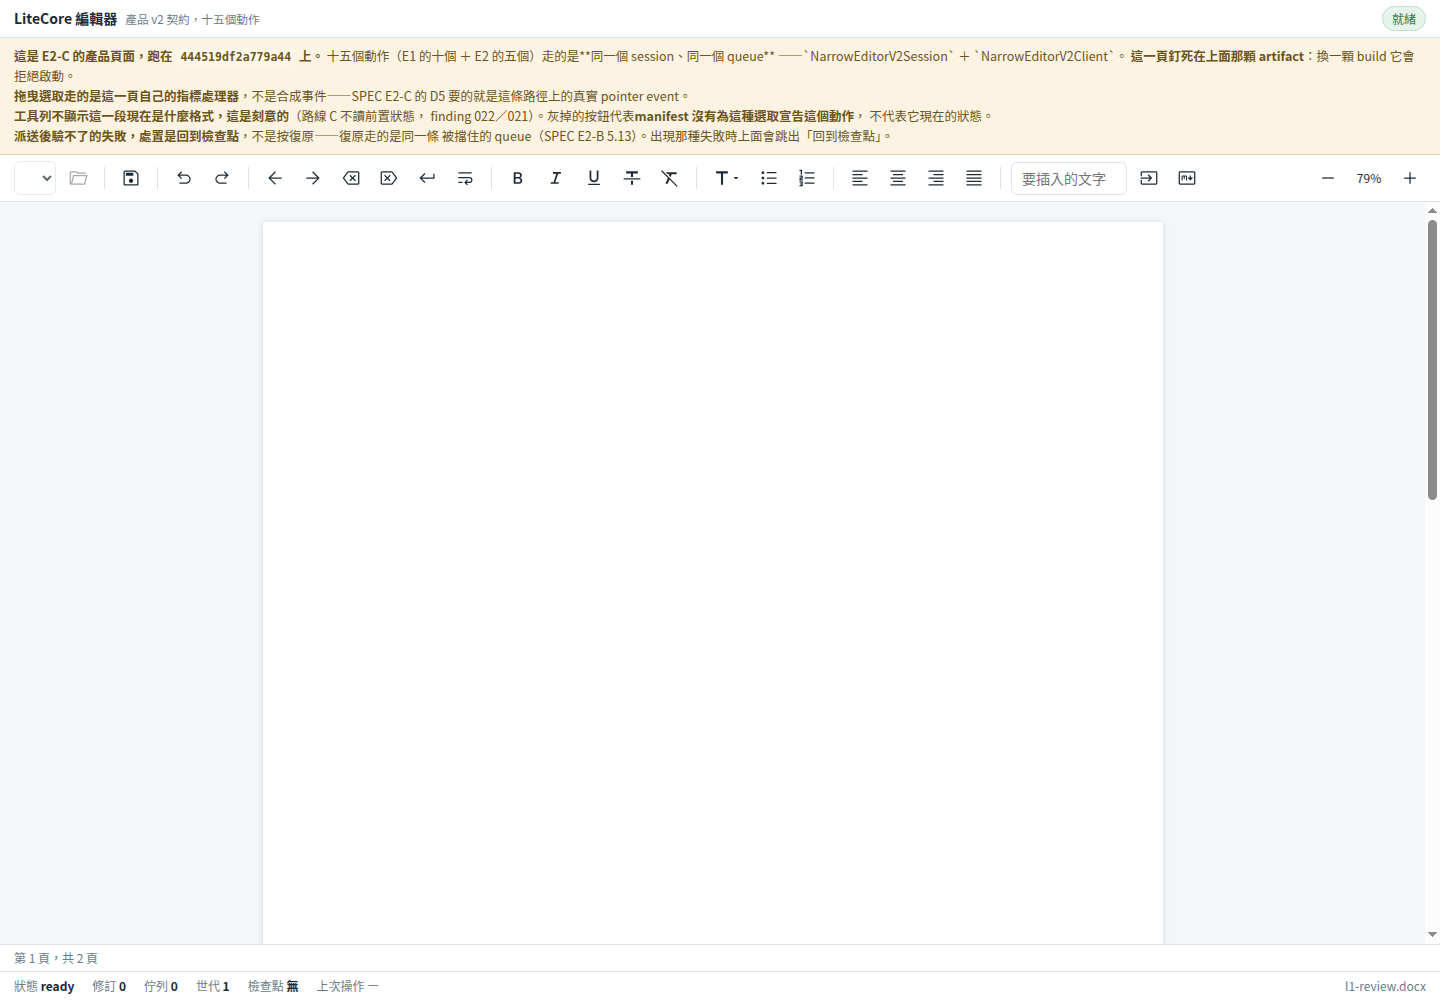 LiteCore 編輯器 產品 v2 契約，十五個動作 就緒
這是 E2-C 的產品頁面，跑在 444519df2a779a44 上。 十五個動作（E1 的十個 ＋ E2 的五個）走的是**同一個 session、同一個 queue** ——`NarrowEditorV2Session` ＋ `NarrowEditorV2Client`。 這一頁釘死在上面那顆 artifact：換一顆 build 它會
拒絕啟動。
拖曳選取走的是這一頁自己的指標處理器，不是合成事件——SPEC E2-C 的 D5 要的就是這條路徑上的真實 pointer event。
工具列不顯示這一段現在是什麼格式，這是刻意的（路線 C 不讀前置狀態， finding 022／021）。灰掉的按鈕代表manifest 沒有為這種選取宣告這個動作， 不代表它現在的狀態。
派送後驗不了的失敗，處置是回到檢查點，不是按復原——復原走的是同一條 被擋住的 queue（SPEC E2-B 5.13）。出現那種失敗時上面會跳出「回到檢查點」。
要插入的文字 79%
第 1 頁，共 2 頁
狀態 ready 修訂 0 佇列 0 世代 1 檢查點 無 上次操作 — l1-review.docx